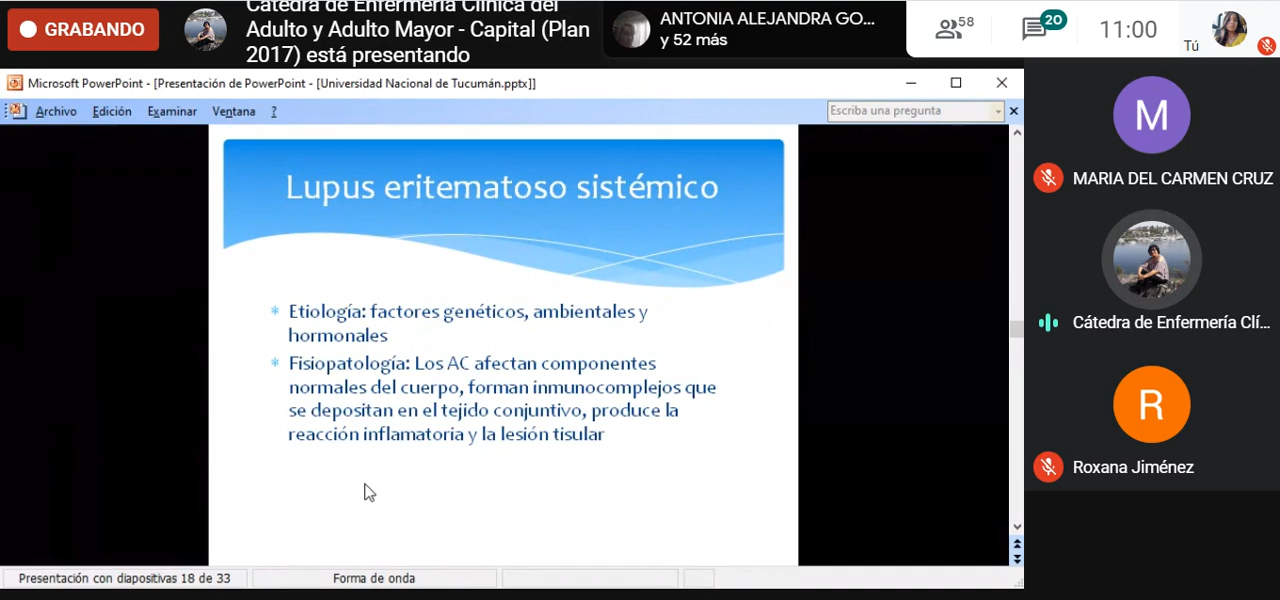 GRABANDO
Cátedra de Enfermería Clínica del
Adulto y Adulto Mayor - Capital (Plan
2017) está presentando
ANTONIA ALEJANDRA GO...
y 52 más
58
20
11:00
Tú
Microsoft PowerPoint - [Presentación de PowerPoint - [Universidad Nacional de Tucumán.pptx]]
Archivo Edición Examinar Ventana ?
Escriba una pregunta
Lupus eritematoso sistémico
Etiología: factores genéticos, ambientales y
hormonales
Fisiopatología: Los AC afectan componentes
normales del cuerpo, forman inmunocomplejos que
se depositan en el tejido conjuntivo, produce la
reacción inflamatoria y la lesión tisular
M
MARIA DEL CARMEN CRUZ
Cátedra de Enfermería Clí...
R
Roxana Jiménez
Presentación con diapositivas 18 de 33
Forma de onda